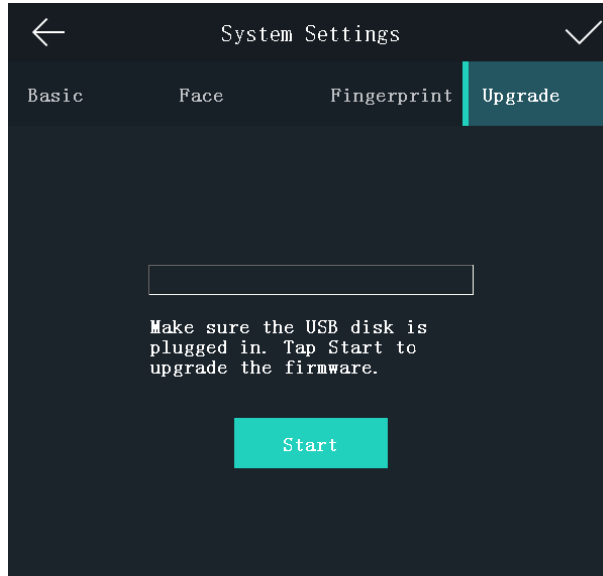 System Settings
Basic Face Fingerprint Upgrade
Make sure the USB disk is
plugged in. Tap Start to
upgrade the firmware.
Start